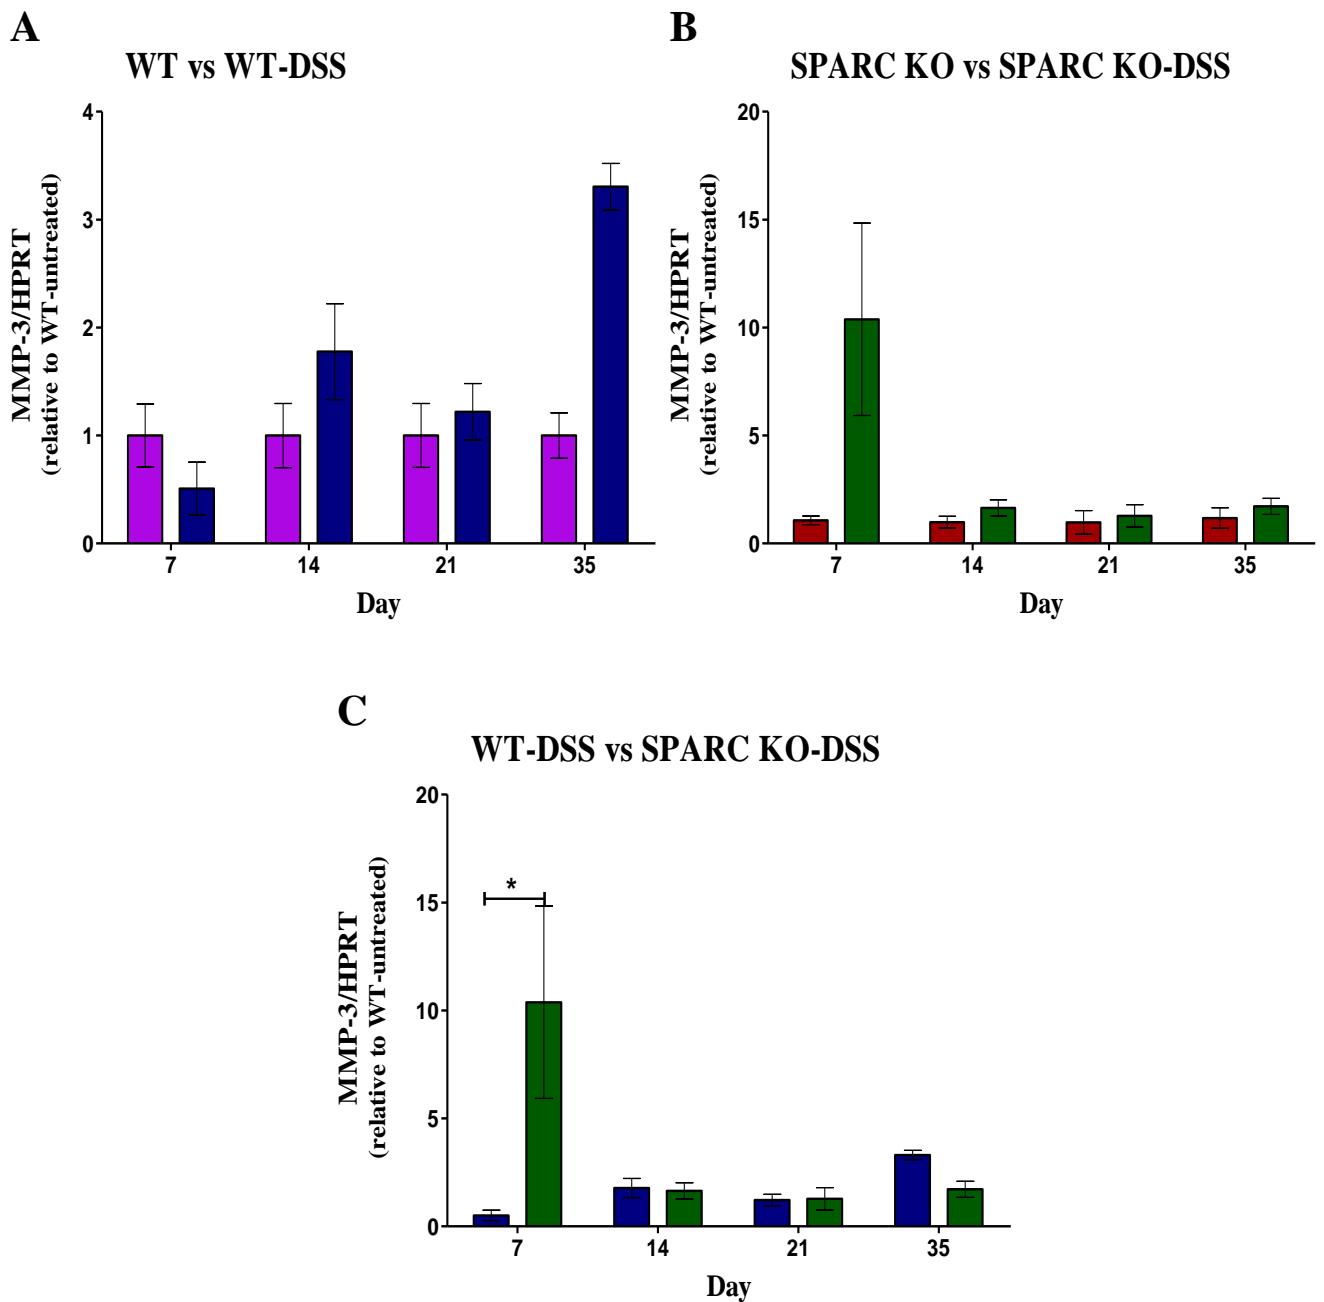 A
WT vs WT-DSS
MMP-3/HPRT
(relative to WT-untreated)
4
3
2
1
0
7 14 21 35
Day
B
SPARC KO vs SPARC KO-DSS
MMP-3/HPRT
(relative to WT-untreated)
20
15
10
5
0
7 14 21 35
Day
C
WT-DSS vs SPARC KO-DSS
MMP-3/HPRT
(relative to WT-untreated)
20
15
10
5
0
*
7 14 21 35
Day